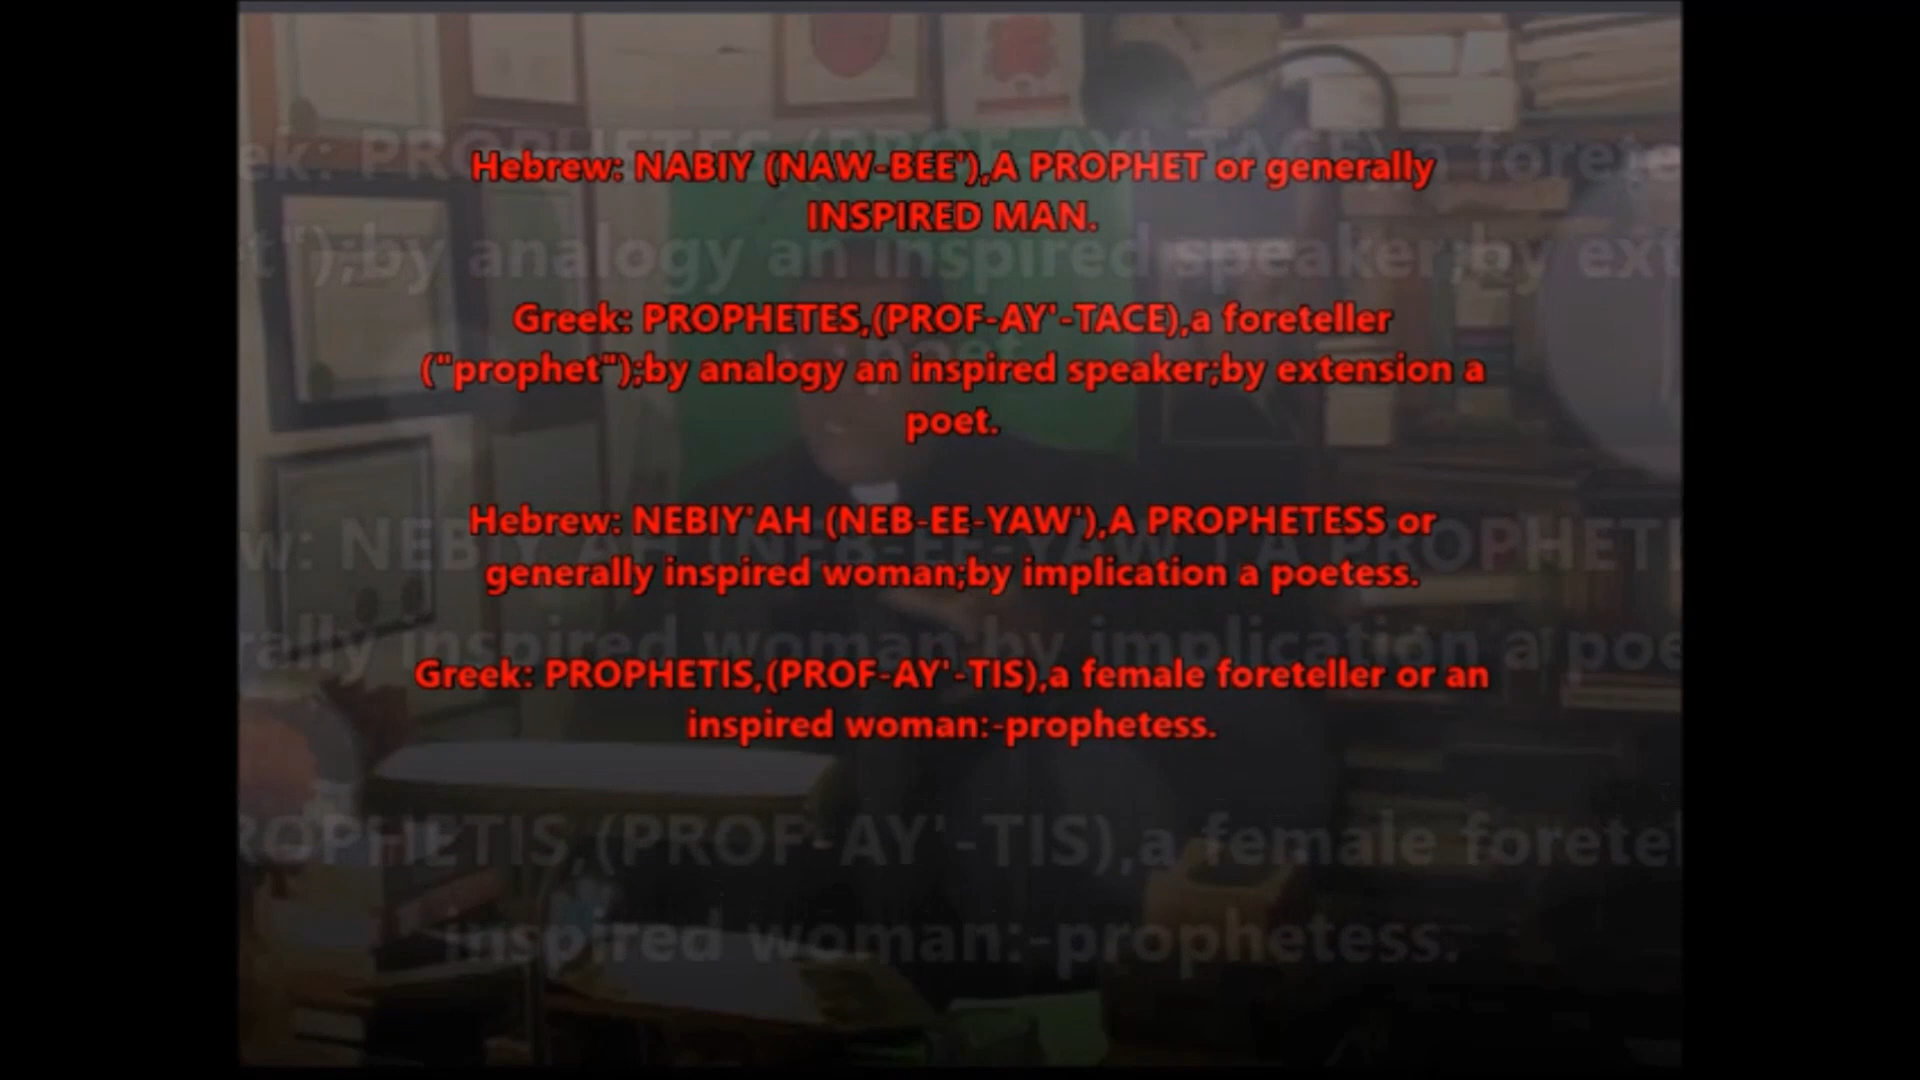 Hebrew: NABIY (NAW-BEE'),A PROPHET or generally
INSPIRED MAN.
Greek: PROPHETES,(PROF-AY'-TACE),a foreteller
("prophet");by analogy an inspired speaker;by extension a
poet.
Hebrew: NEBIY'AH (NEB-EE-YAW'),A PROPHETESS or
generally inspired woman;by implication a poetess.
Greek: PROPHETIS,(PROF-AY'-TIS),a female foreteller or an
inspired woman:-prophetess.